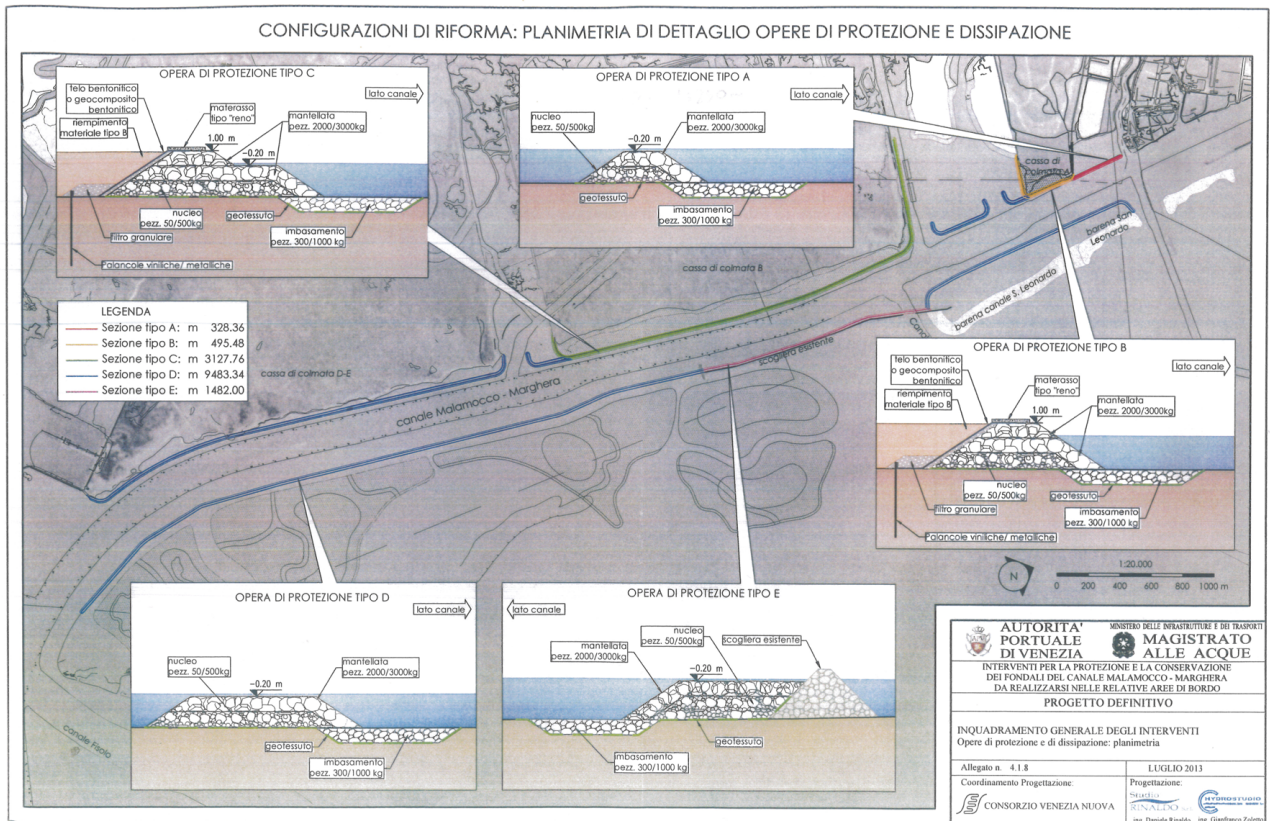 CONFIGURAZIONI DI RIFORMA: PLANIMETRIA DI DETTAGLIO OPERE DI PROTEZIONE E DISSIPAZIONE
OPERA DI PROTEZIONE TIPO C
lato canale
telo bentonitico
o geocomposito
bentonitico
materasso
tipo "reno"
mantellata
pezz. 2000/3000kg
riempimento
materiale tipo B
1.00 m
-0.20 m
nucleo
pezz. 50/500kg
geotessuto
imbasamento
pezz. 300/1000 kg
filtro granulare
Palancole viniliche/ metalliche
OPERA DI PROTEZIONE TIPO A
lato canale
nucleo
pezz. 50/500kg
mantellata
pezz. 2000/3000kg
-0.20 m
geotessuto
imbasamento
pezz. 300/1000 kg
cassa di
colmata A
barena san
Leonardo
cassa di colmata B
barena canale S. Leonardo
scogliera esistente
cassa di colmata D-E
canale Malamocco - Marghera
canale Fisolo
LEGENDA
Sezione tipo A: m 328.36
Sezione tipo B: m 495.48
Sezione tipo C: m 3127.76
Sezione tipo D: m 9483.34
Sezione tipo E: m 1482.00
OPERA DI PROTEZIONE TIPO B
lato canale
telo bentonitico
o geocomposito
bentonitico
materasso
tipo "reno"
riempimento
materiale tipo B
1.00 m
mantellata
pezz. 2000/3000kg
nucleo
pezz. 50/500kg
geotessuto
filtro granulare
imbasamento
pezz. 300/1000 kg
Palancole viniliche/ metalliche
N
1:20.000
0 200 400 600 800 1000 m
OPERA DI PROTEZIONE TIPO D
lato canale
nucleo
pezz. 50/500kg
mantellata
pezz. 2000/3000kg
-0.20 m
geotessuto
imbasamento
pezz. 300/1000 kg
OPERA DI PROTEZIONE TIPO E
lato canale
nucleo
pezz. 50/500kg
scogliera esistente
mantellata
pezz. 2000/3000kg
-0.20 m
geotessuto
imbasamento
pezz. 300/1000 kg
AUTORITA'
PORTUALE
DI VENEZIA
MINISTERO DELLE INFRASTRUTTURE E DEI TRASPORTI
MAGISTRATO
ALLE ACQUE
INTERVENTI PER LA PROTEZIONE E LA CONSERVAZIONE
DEI FONDALI DEL CANALE MALAMOCCO - MARGHERA
DA REALIZZARSI NELLE RELATIVE AREE DI BORDO
PROGETTO DEFINITIVO
INQUADRAMENTO GENERALE DEGLI INTERVENTI
Opere di protezione e di dissipazione: planimetria
Allegato n. 4.1.8
LUGLIO 2013
Coordinamento Progettazione:
CONSORZIO VENEZIA NUOVA
Progettazione:
Studio
RINALDO
HYDROSTUDIO
ing. Daniele Rinaldo
ing. Gianfranco Zoletto